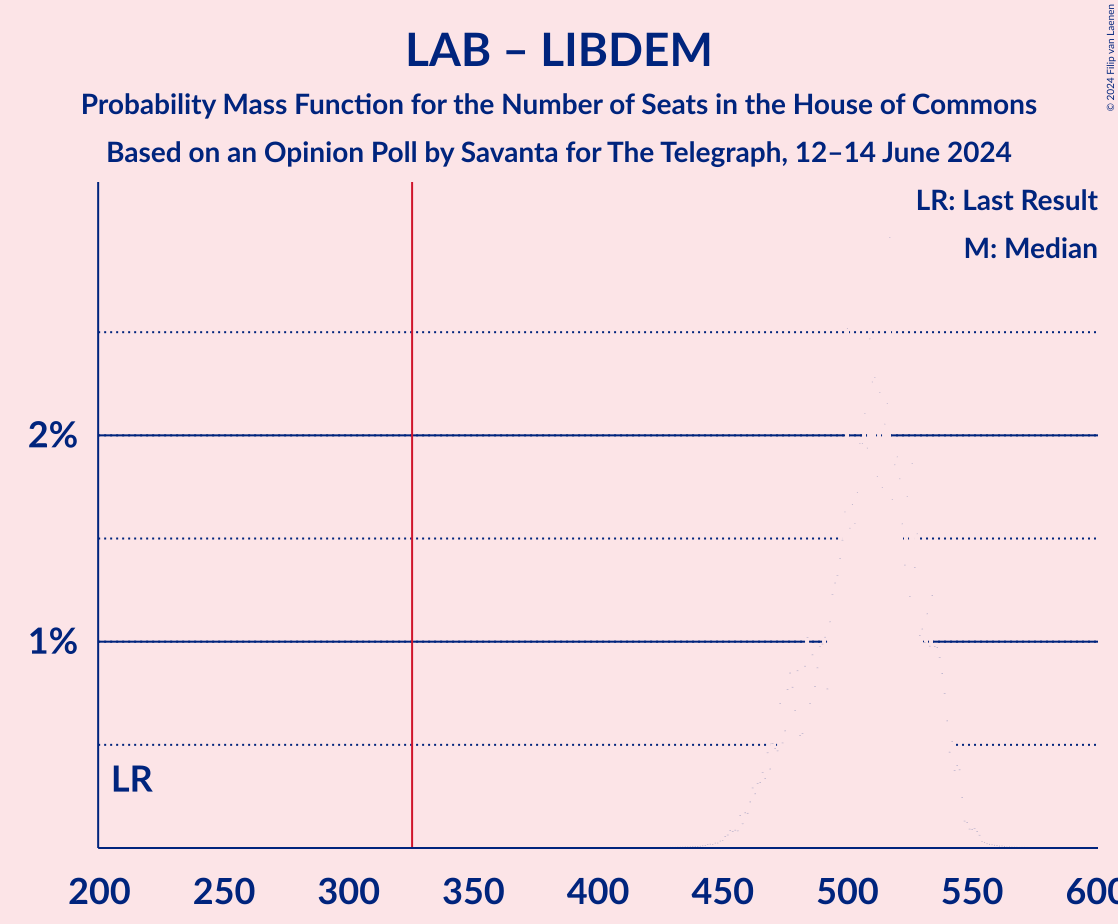 LAB – LIBDEM
Probability Mass Function for the Number of Seats in the House of Commons
Based on an Opinion Poll by Savanta for The Telegraph, 12–14 June 2024
© 2024 Filip van Laenen
LR: Last Result
M: Median
2%
1%
LR
200 250 300 350 400 450 500 550 600